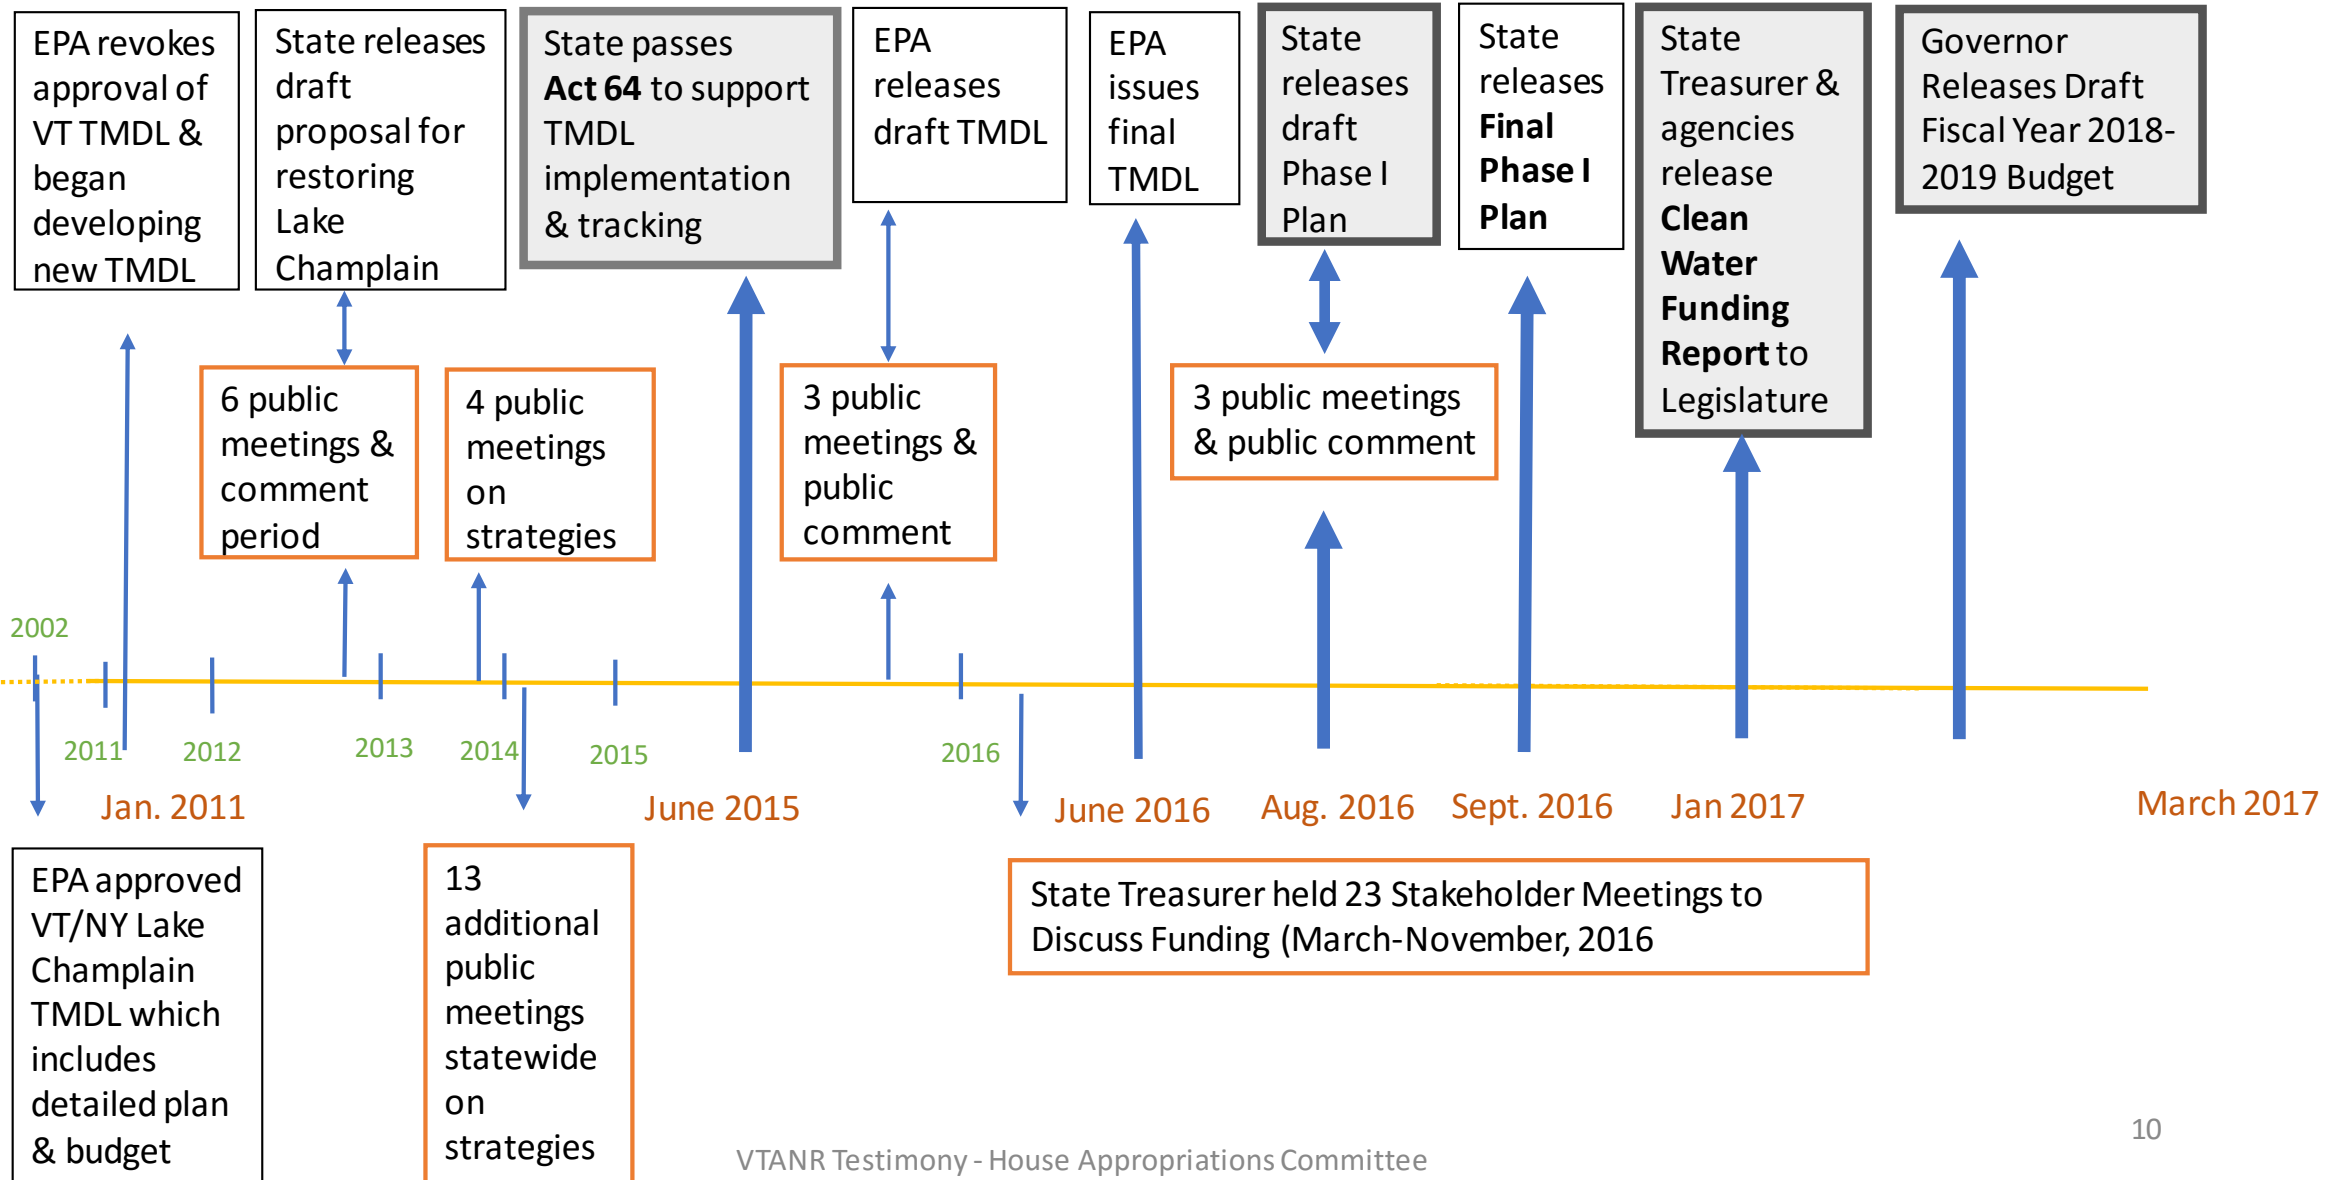 EPA revokes
approval of
VT TMDL &
began
developing
new TMDL
State releases
draft
proposal for
restoring
Lake
Champlain
State passes
Act 64 to support
TMDL
implementation
& tracking
EPA
releases
draft TMDL
EPA
issues
final
TMDL
State
releases
draft
Phase I
Plan
State
releases
Final
Phase I
Plan
State
Treasurer &
agencies
release
Clean
Water
Funding
Report to
Legislature
Governor
Releases Draft
Fiscal Year 2018-
2019 Budget
6 public
meetings &
comment
period
4 public
meetings
on
strategies
3 public
meetings &
public
comment
3 public meetings
& public comment
2002
2011
2012
2013
2014
2015
2016
Jan. 2011
June 2015
June 2016
Aug. 2016
Sept. 2016
Jan 2017
March 2017
EPA approved
VT/NY Lake
Champlain
TMDL which
includes
detailed plan
& budget
13
additional
public
meetings
statewide
on
strategies
State Treasurer held 23 Stakeholder Meetings to
Discuss Funding (March-November, 2016
VTANR Testimony - House Appropriations Committee
10